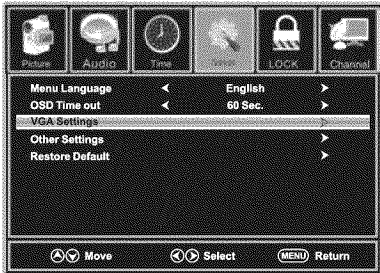 Picture Audio Time Setup LOCK Channel
Menu Language English
OSD Time out 60 Sec.
VGA Settings
Other Settings
Restore Default
Move Select MENU Return